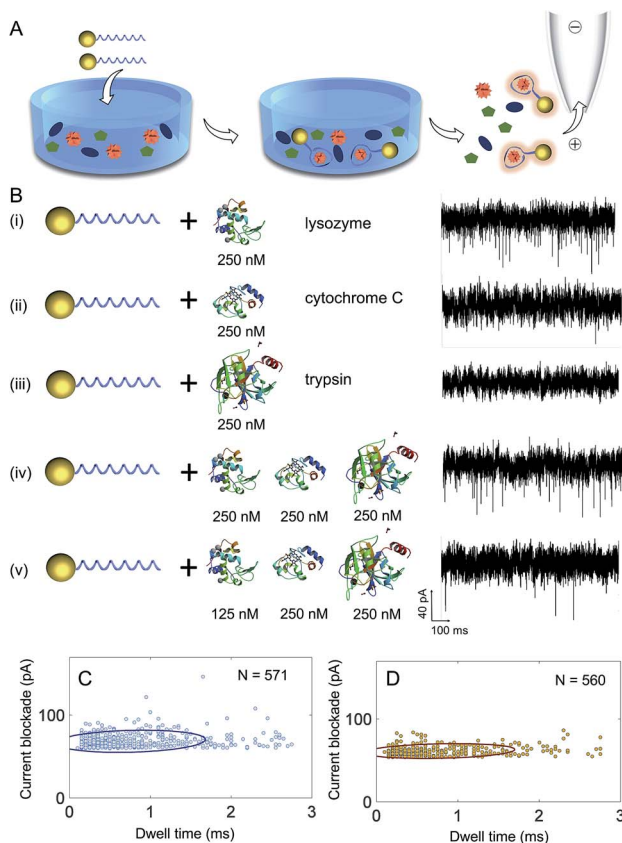 A
B
(i)
+
lysozyme
250 nM
(ii)
+
cytochrome C
250 nM
(iii)
+
trypsin
250 nM
(iv)
+
250 nM 250 nM 250 nM
(v)
+
125 nM 250 nM 250 nM
40 pA
100 ms
C
N = 571
Current blockade (pA)
100
0
0 1 2 3
Dwell time (ms)
D
N = 560
Current blockade (pA)
100
0
0 1 2 3
Dwell time (ms)